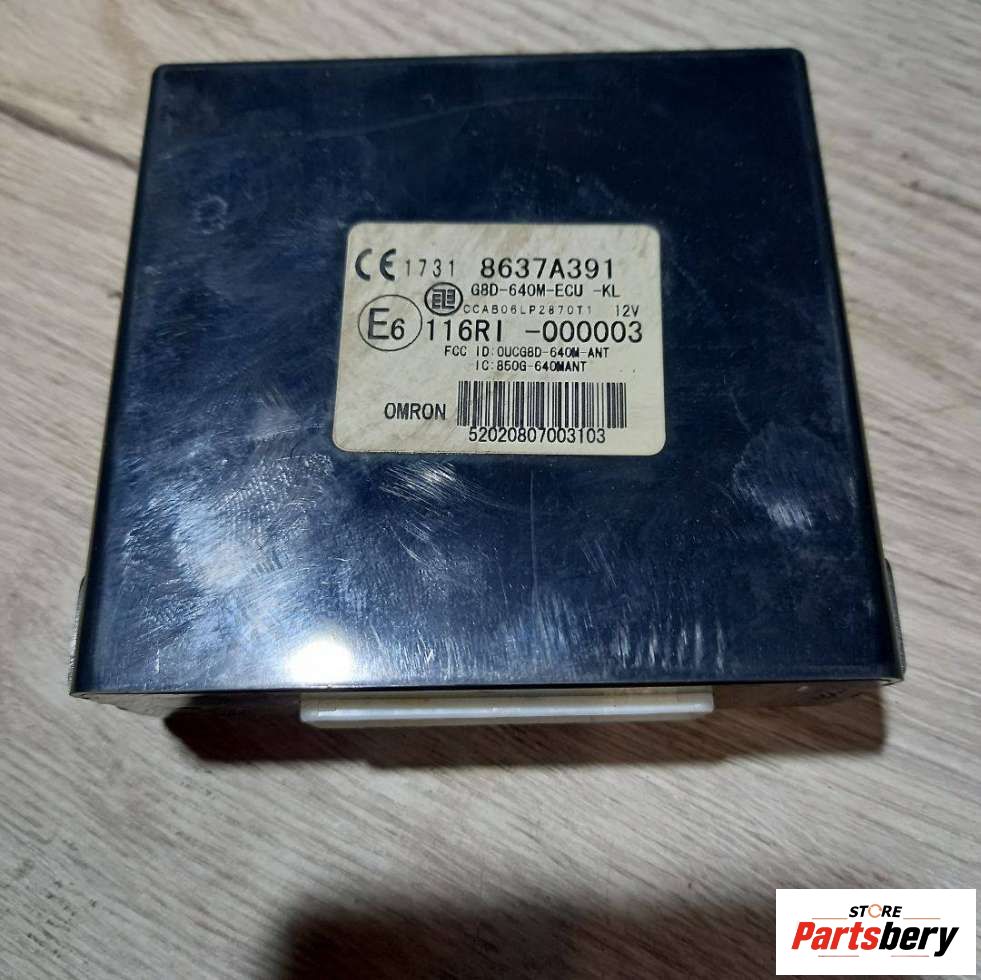 CE 1731 8637A391
G8D-640M-ECU -KL
CCAB06LP2870T1 12V
E6 116RI -000003
FCC ID:OUCG8D-640M-ANT
IC:850G-640MANT
OMRON
52020807003103
STORE
Partsbery